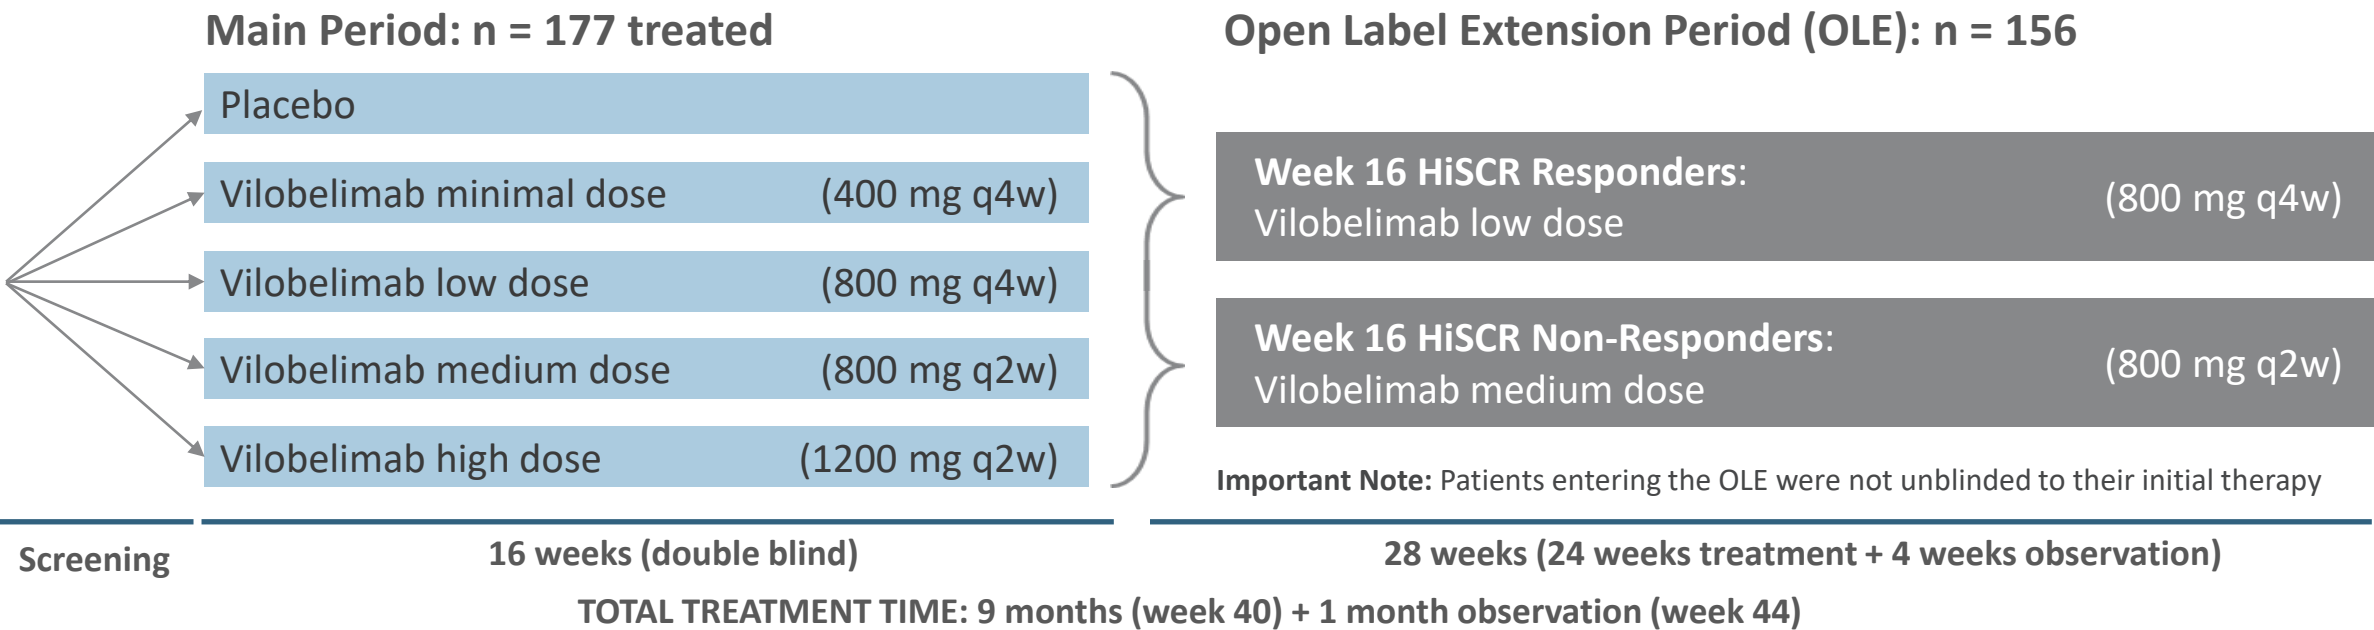 Main Period: n = 177 treated
Placebo
Vilobelimab minimal dose (400 mg q4w)
Vilobelimab low dose (800 mg q4w)
Vilobelimab medium dose (800 mg q2w)
Vilobelimab high dose (1200 mg q2w)
Open Label Extension Period (OLE): n = 156
Week 16 HiSCR Responders:
Vilobelimab low dose
(800 mg q4w)
Week 16 HiSCR Non-Responders:
Vilobelimab medium dose
(800 mg q2w)
Important Note: Patients entering the OLE were not unblinded to their initial therapy
Screening
16 weeks (double blind)
28 weeks (24 weeks treatment + 4 weeks observation)
TOTAL TREATMENT TIME: 9 months (week 40) + 1 month observation (week 44)